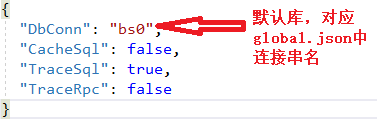 {
"DbConn": "bs0",
"CacheSql": false,
"TraceSql": true,
"TraceRpc": false
}
默认库，对应
global.json中
连接串名